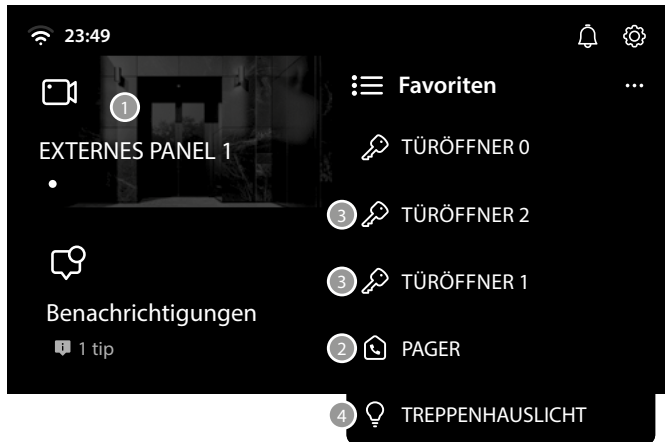 23:49
1
EXTERNES PANEL 1
Benachrichtigungen
1 tip
Favoriten
TÜRÖFFNER 0
3 TÜRÖFFNER 2
3 TÜRÖFFNER 1
2 PAGER
4 TREPPENHAUSLICHT